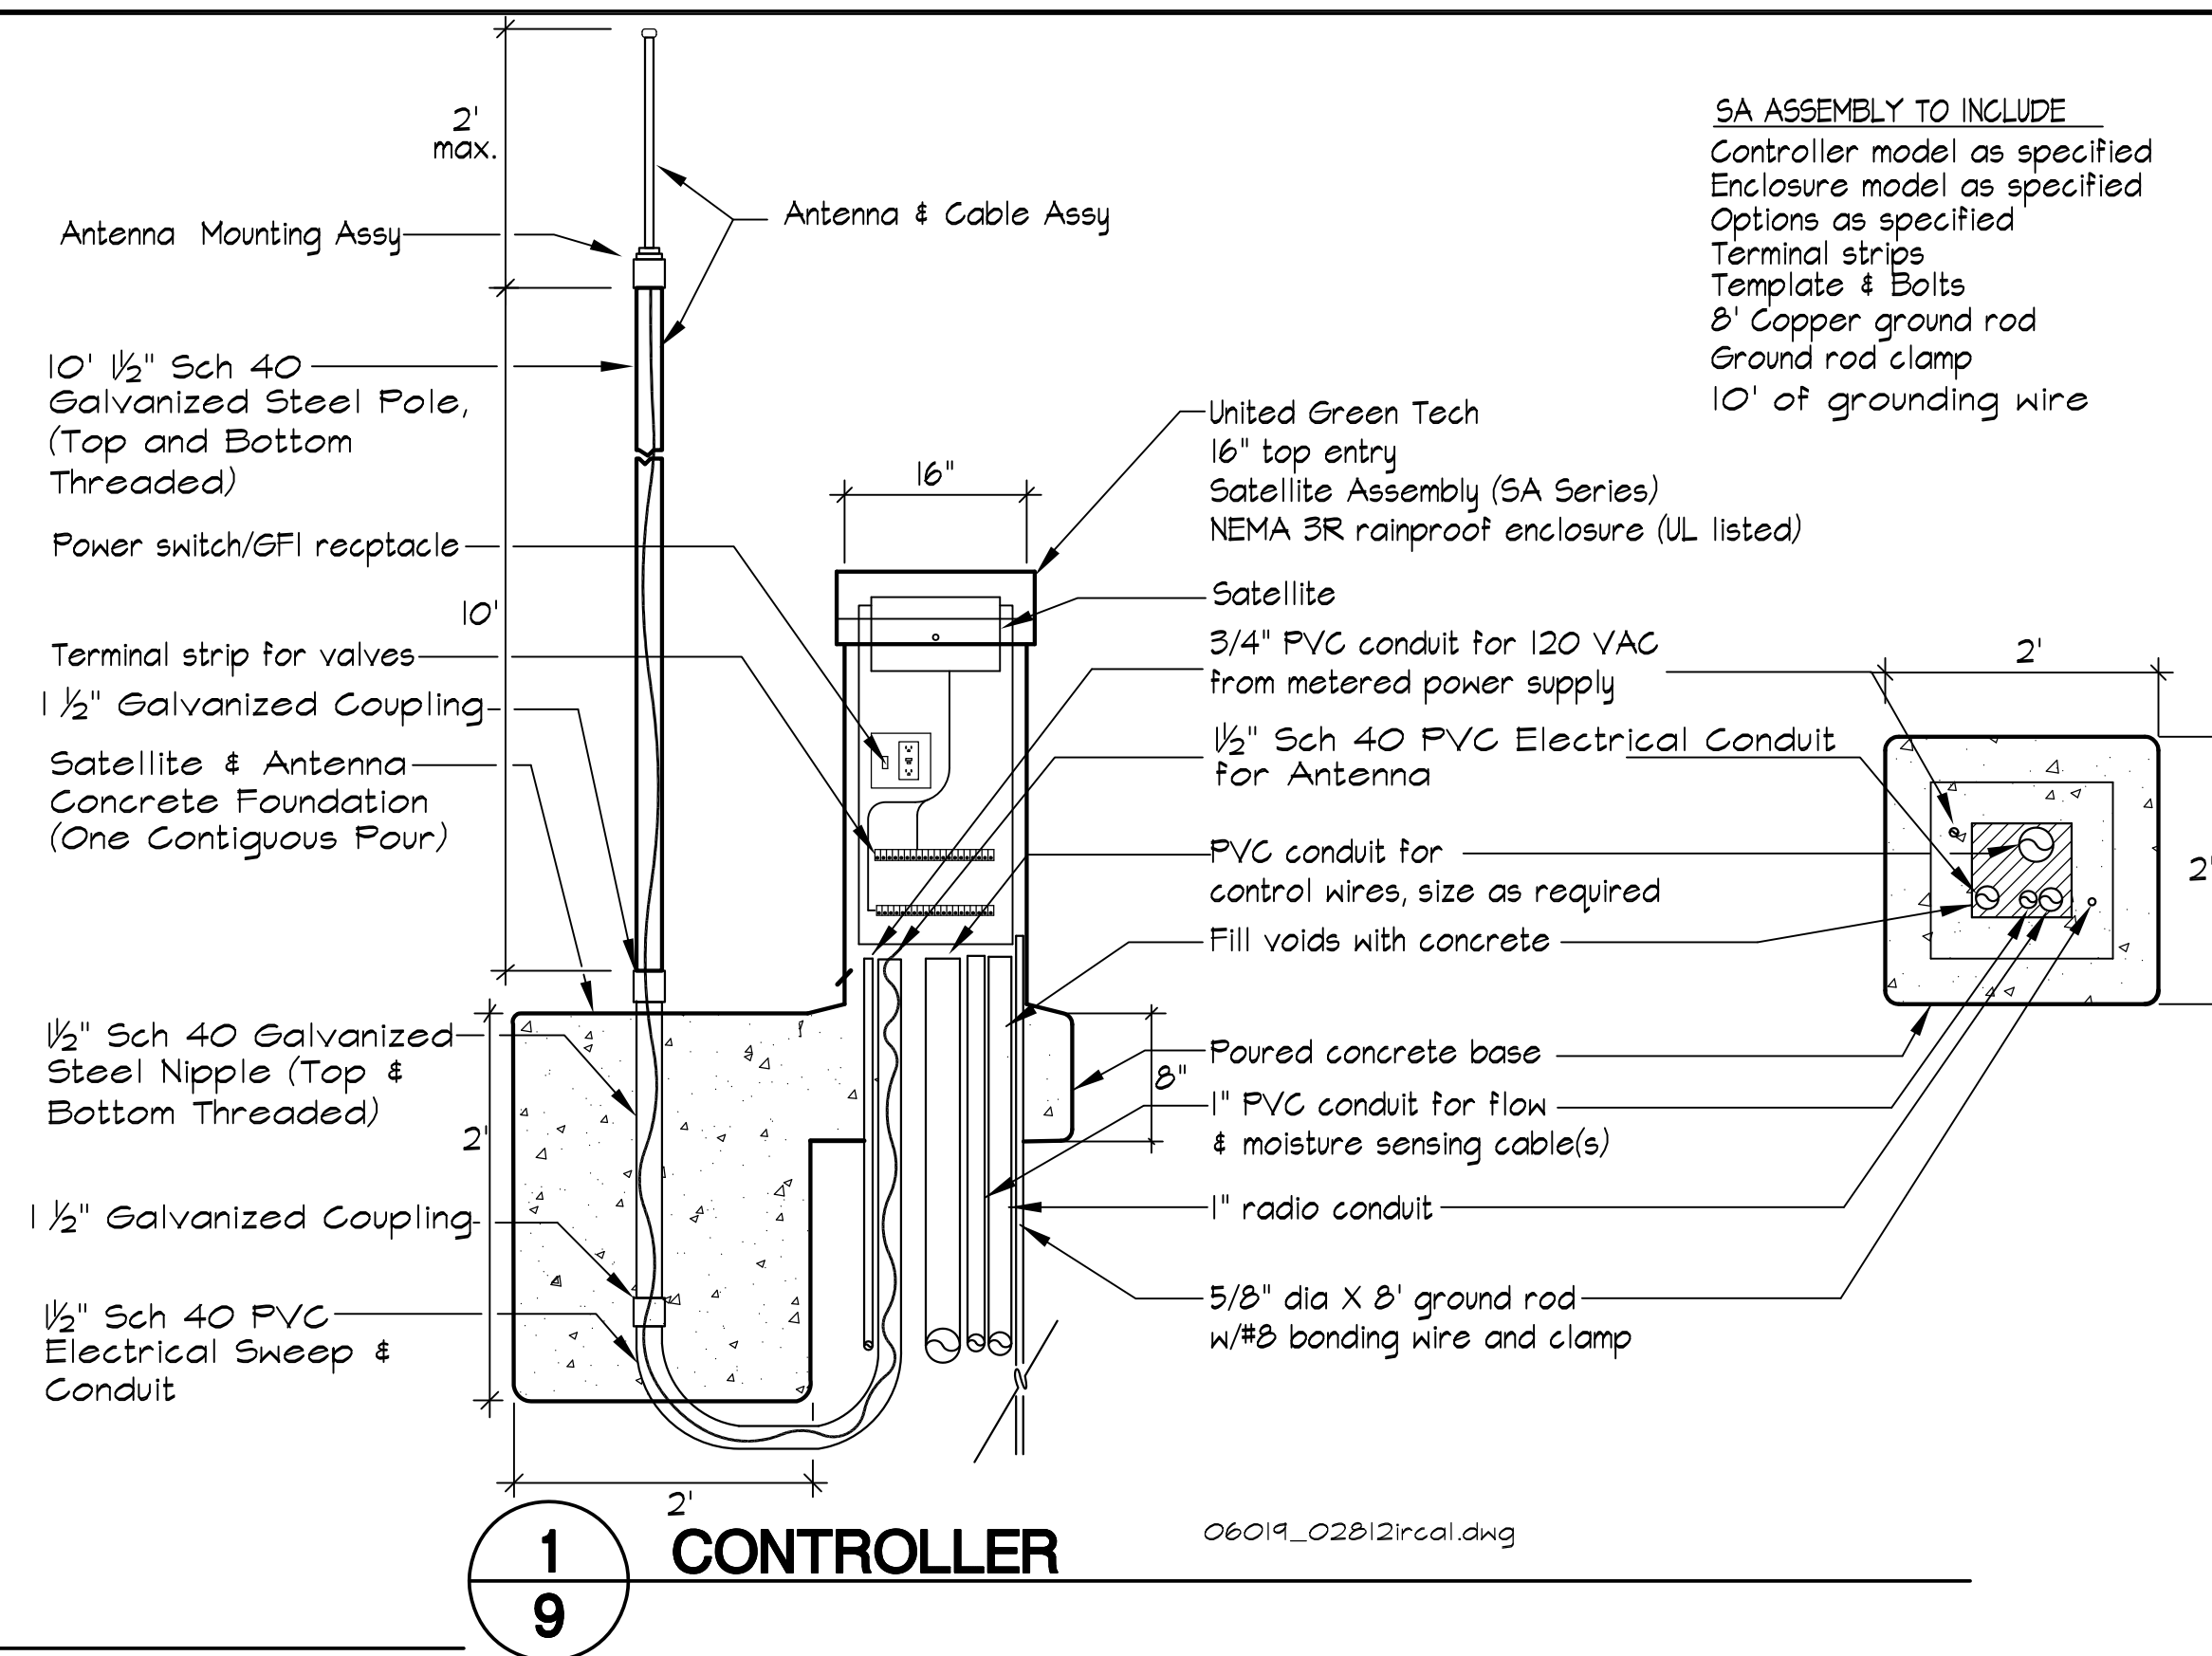 2'
max.
Antenna Mounting Assy
Antenna & Cable Assy
10' 1½" Sch 40
Galvanized Steel Pole,
(Top and Bottom
Threaded)
Power switch/GFI recptacle
10'
Terminal strip for valves
1 ½" Galvanized Coupling
Satellite & Antenna
Concrete Foundation
(One Contiguous Pour)
1½" Sch 40 Galvanized
Steel Nipple (Top &
Bottom Threaded)
2'
1 ½" Galvanized Coupling
1½" Sch 40 PVC
Electrical Sweep &
Conduit
2'
16"
8"
SA ASSEMBLY TO INCLUDE
Controller model as specified
Enclosure model as specified
Options as specified
Terminal strips
Template & Bolts
8' Copper ground rod
Ground rod clamp
10' of grounding wire
United Green Tech
16" top entry
Satellite Assembly (SA Series)
NEMA 3R rainproof enclosure (UL listed)
Satellite
3/4" PVC conduit for 120 VAC
from metered power supply
1½" Sch 40 PVC Electrical Conduit
for Antenna
PVC conduit for
control wires, size as required
Fill voids with concrete
Poured concrete base
1" PVC conduit for flow
& moisture sensing cable(s)
1" radio conduit
5/8" dia X 8' ground rod
w/#8 bonding wire and clamp
2'
2'
1
9
CONTROLLER
06019_02812ircal.dwg